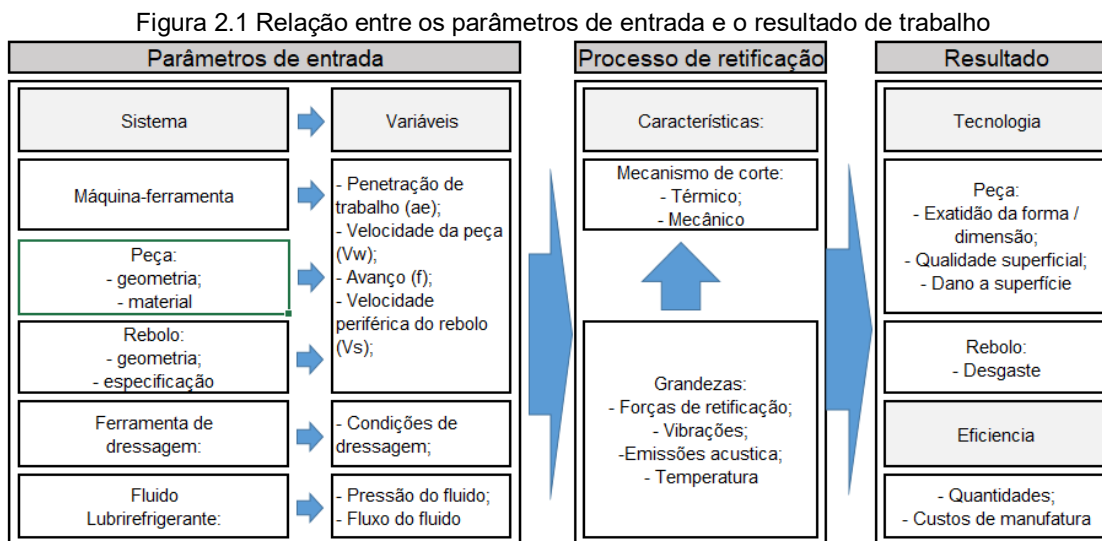 Figura 2.1 Relação entre os parâmetros de entrada e o resultado de trabalho
Parâmetros de entrada
Sistema
Variáveis
Máquina-ferramenta
Peça:
- geometria;
- material
Rebolo:
- geometria;
- especificação
- Penetração de
trabalho (ae);
- Velocidade da peça
(Vw);
- Avanço (f);
- Velocidade
periférica do rebolo
(Vs);
Ferramenta de
dressagem:
- Condições de
dressagem;
Fluido
Lubrirefrigerante:
- Pressão do fluido;
- Fluxo do fluido
Processo de retificação
Características:
Mecanismo de corte:
- Térmico;
- Mecânico
Grandezas:
- Forças de retificação;
- Vibrações;
-Emissões acustica;
- Temperatura
Resultado
Tecnologia
Peça:
- Exatidão da forma /
dimensão;
- Qualidade superficial;
- Dano a superfície
Rebolo:
- Desgaste
Eficiencia
- Quantidades;
- Custos de manufatura